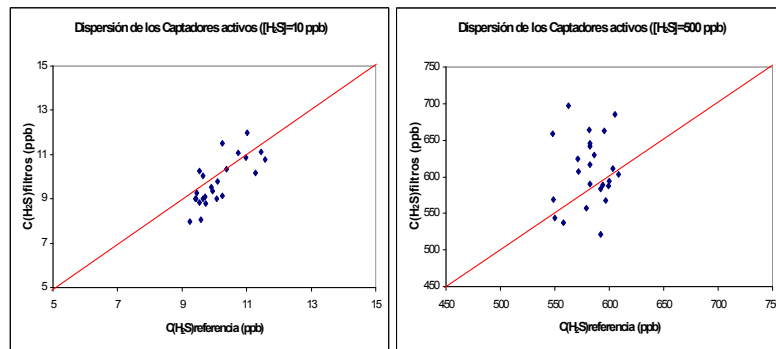 Dispersión de los Captadores activos ([H₂S]=10 ppb)
C(H₂S)filtros (ppb)
15
13
11
9
7
5
5 7 9 11 13 15
C(H₂S)referencia (ppb)
Dispersión de los Captadores activos ([H₂S]=500 ppb)
C(H₂S)filtros (ppb)
750
700
650
600
550
500
450
450 500 550 600 650 700 750
C(H₂S)referencia (ppb)